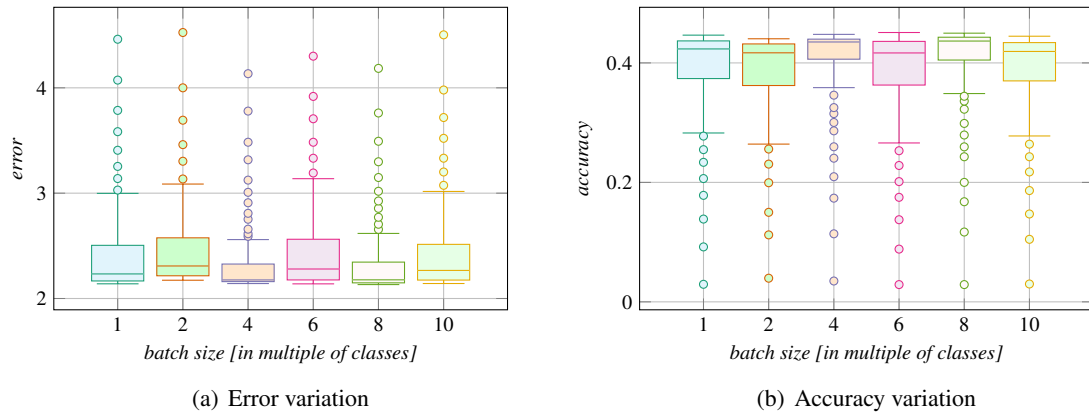 4
3
2
error
1 2 4 6 8 10
batch size [in multiple of classes]
(a) Error variation
0.4
0.2
0
accuracy
1 2 4 6 8 10
batch size [in multiple of classes]
(b) Accuracy variation